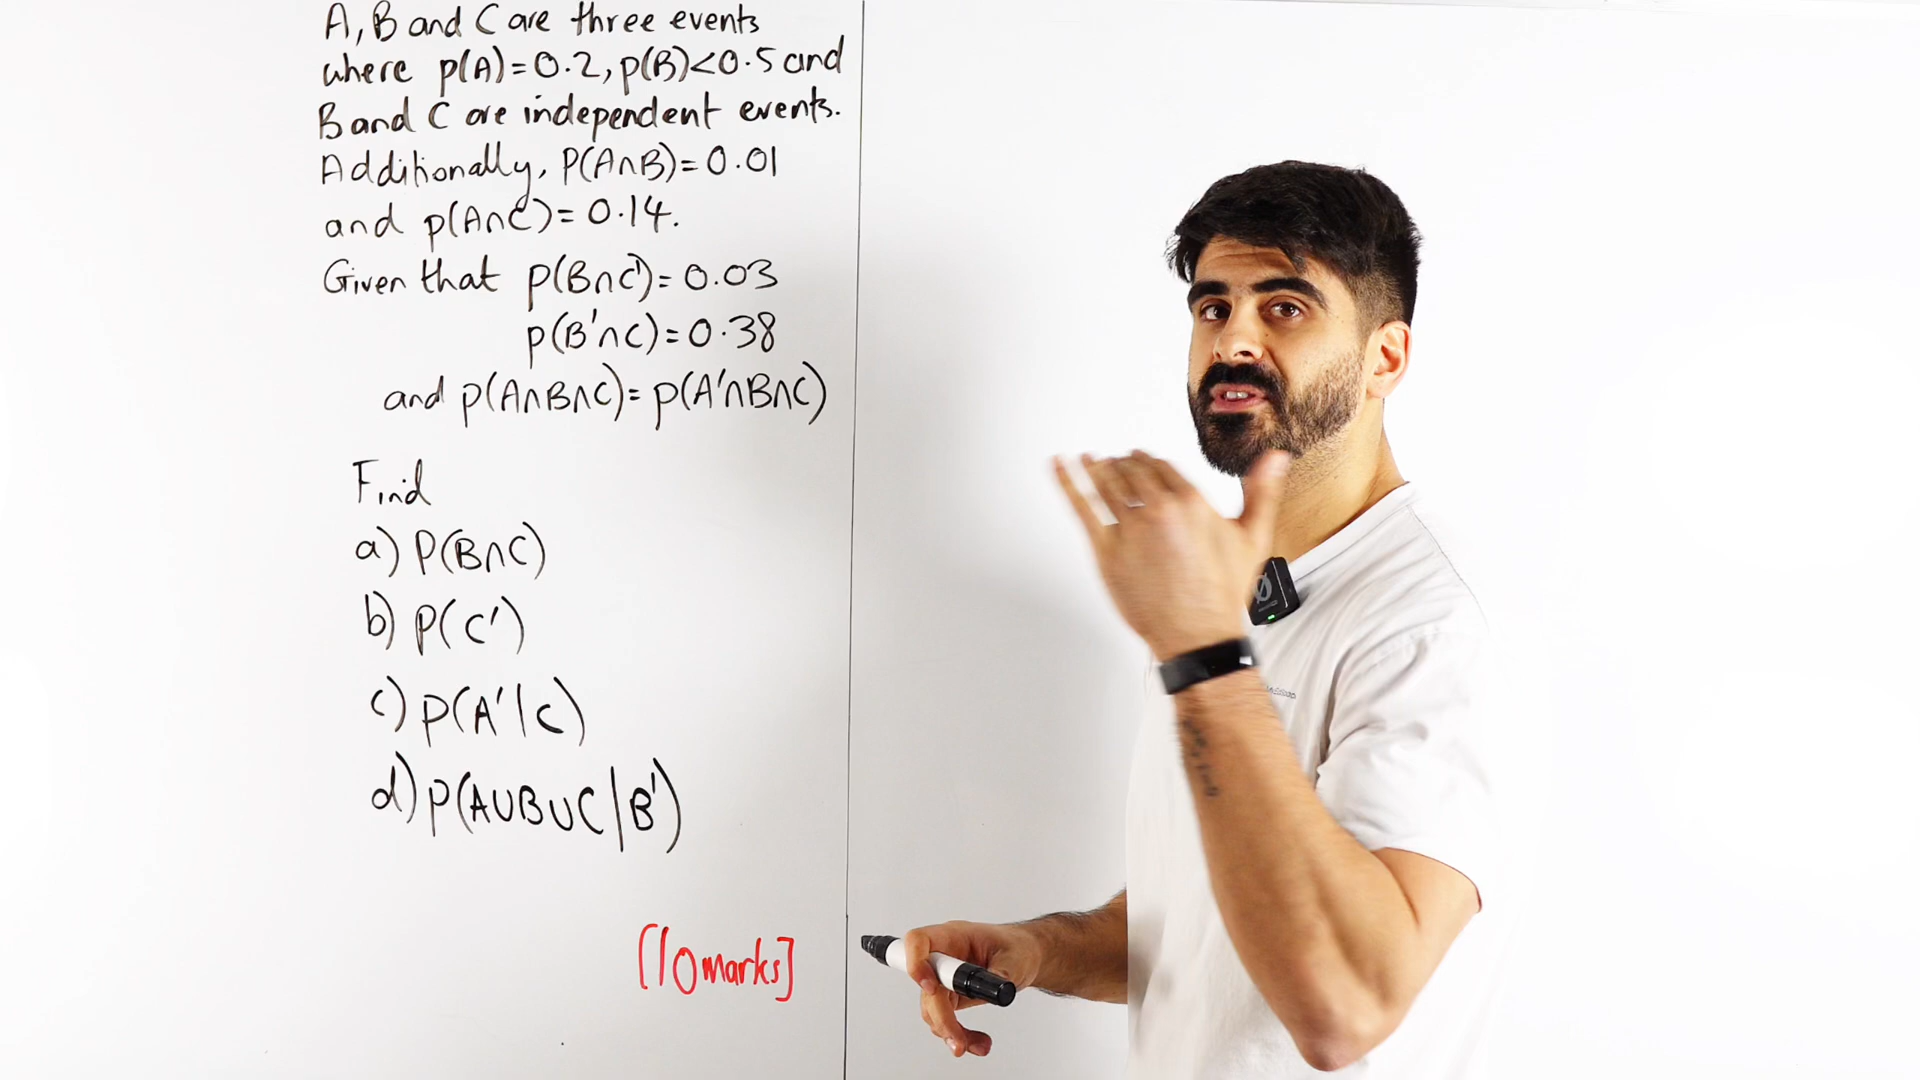 A, B and C are three events
where p(A)=0.2, p(B)<0.5 and
B and C are independent events.
Additionally, P(A∩B)=0.01
and p(A∩C)=0.14.
Given that p(B∩C')=0.03
p(B'∩C)=0.38
and p(A∩B∩C)=p(A'∩B∩C)
Find
a) P(B∩C)
b) P(C')
c) p(A'|C)
d) p(A∪B∪C|B')
[10 marks]